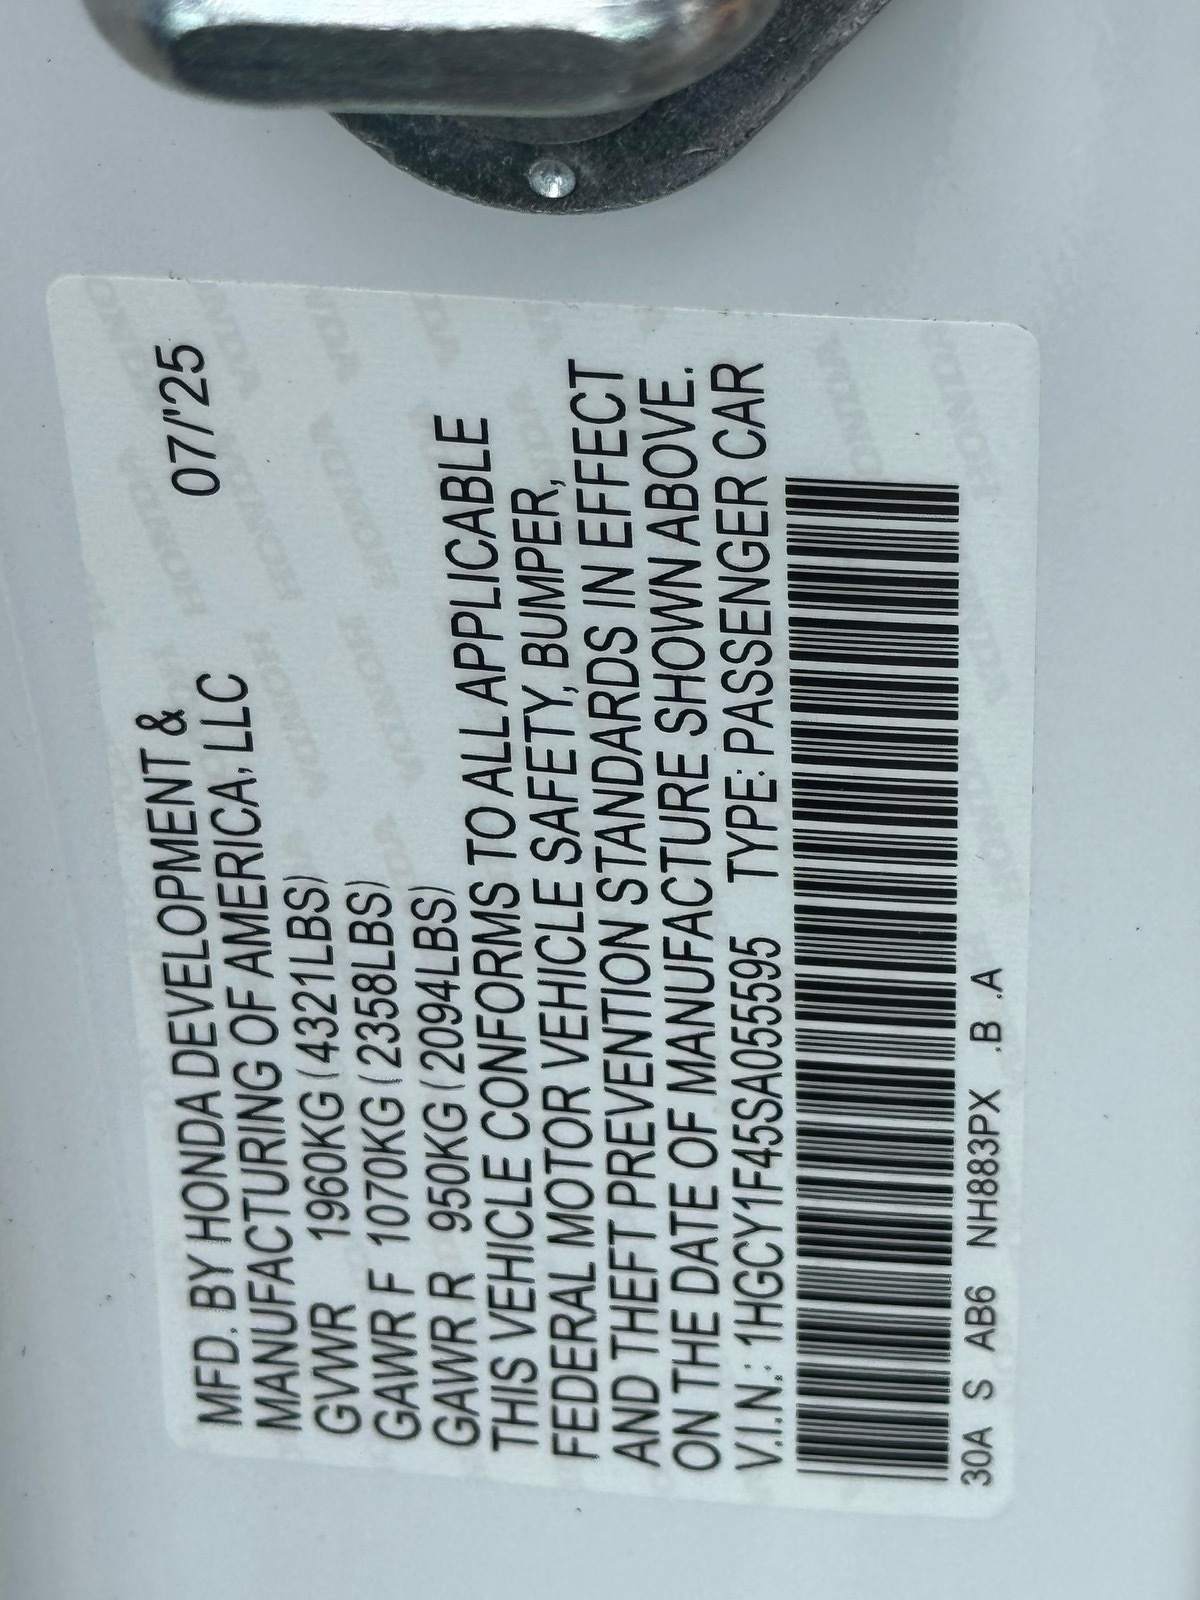 MFD. BY HONDA DEVELOPMENT &
MANUFACTURING OF AMERICA, LLC 07/'25
GVWR 1960KG (4321LBS)
GAWR F 1070KG (2358LBS)
GAWR R 950KG (2094LBS)
THIS VEHICLE CONFORMS TO ALL APPLICABLE
FEDERAL MOTOR VEHICLE SAFETY, BUMPER,
AND THEFT PREVENTION STANDARDS IN EFFECT
ON THE DATE OF MANUFACTURE SHOWN ABOVE.
V.I.N.: 1HGCY1F45SA055595 TYPE: PASSENGER CAR
30A S AB6 NH883PX .B .A